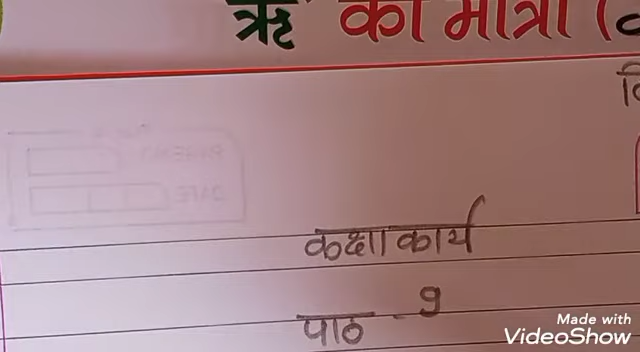 ऋ की मात्रा (
कक्षा कार्य
पाठ - 9
Made with
VideoShow